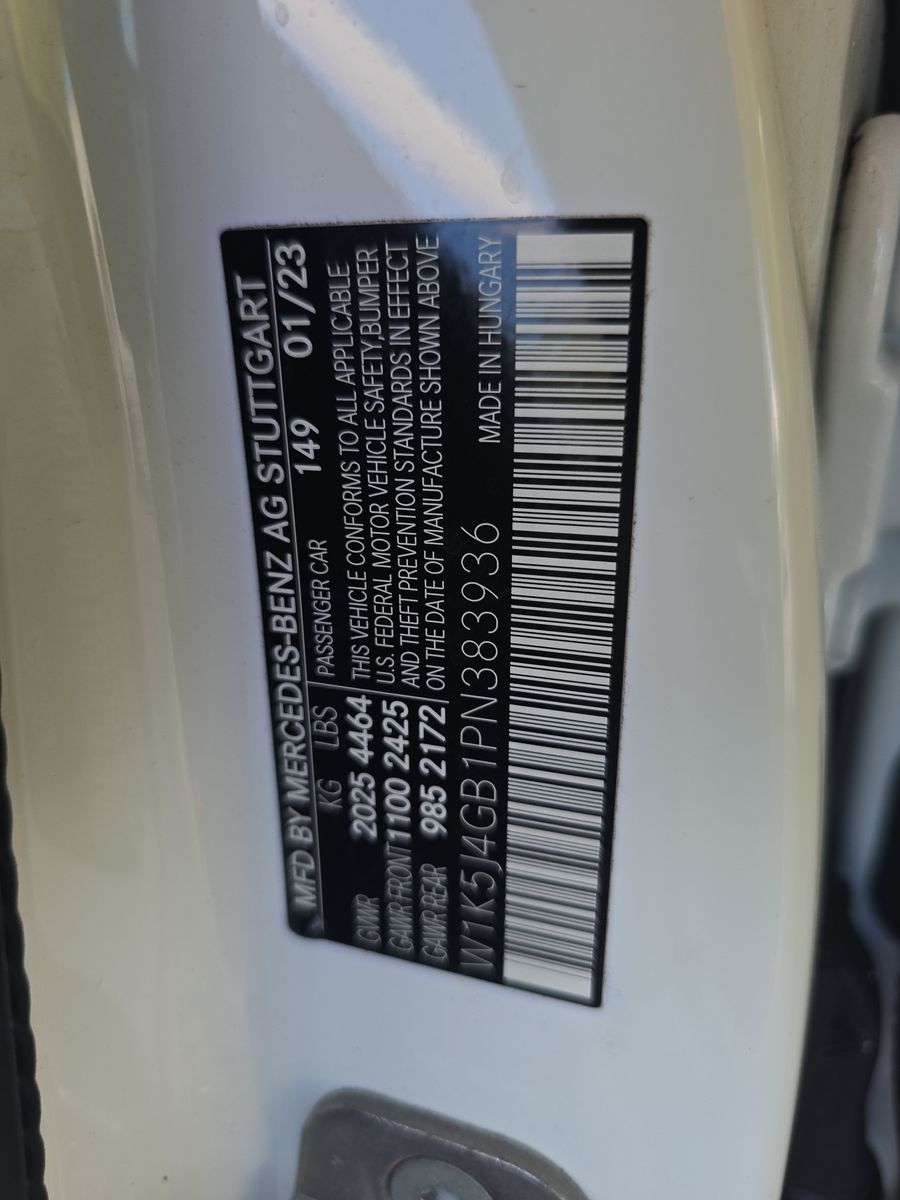 MFD BY MERCEDES-BENZ AG STUTTGART
KG LBS PASSENGER CAR 149 01/23
GWR 2025 4464 THIS VEHICLE CONFORMS TO ALL APPLICABLE
U.S. FEDERAL MOTOR VEHICLE SAFETY,BUMPER
GAWR FRONT 1100 2425 AND THEFT PREVENTION STANDARDS IN EFFECT
GAWR REAR 985 2172 ON THE DATE OF MANUFACTURE SHOWN ABOVE
W1K5J4GB1PN383936 MADE IN HUNGARY